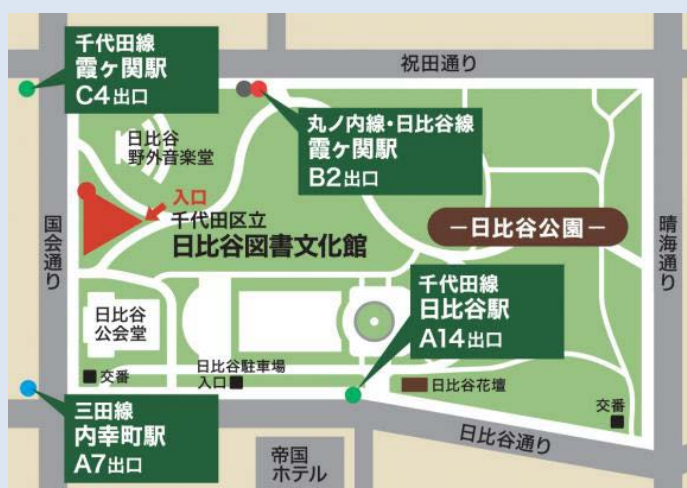 千代田線
霞ヶ関駅
C4出口
祝田通り
丸ノ内線・日比谷線
霞ヶ関駅
B2出口
日比谷
野外音楽堂
入口
千代田区立
日比谷図書文化館
国会通り
ー日比谷公園ー
晴海通り
千代田線
日比谷駅
A14出口
日比谷
公会堂
日比谷駐車場
入口
交番
日比谷花壇
交番
三田線
内幸町駅
A7出口
日比谷通り
帝国
ホテル